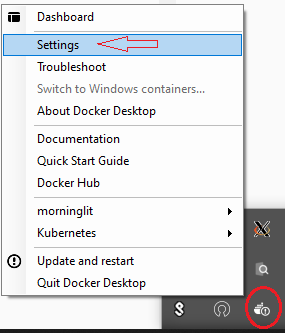 Dashboard
Settings
Troubleshoot
Switch to Windows containers...
About Docker Desktop
Documentation
Quick Start Guide
Docker Hub
morninglit
Kubernetes
Update and restart
Quit Docker Desktop